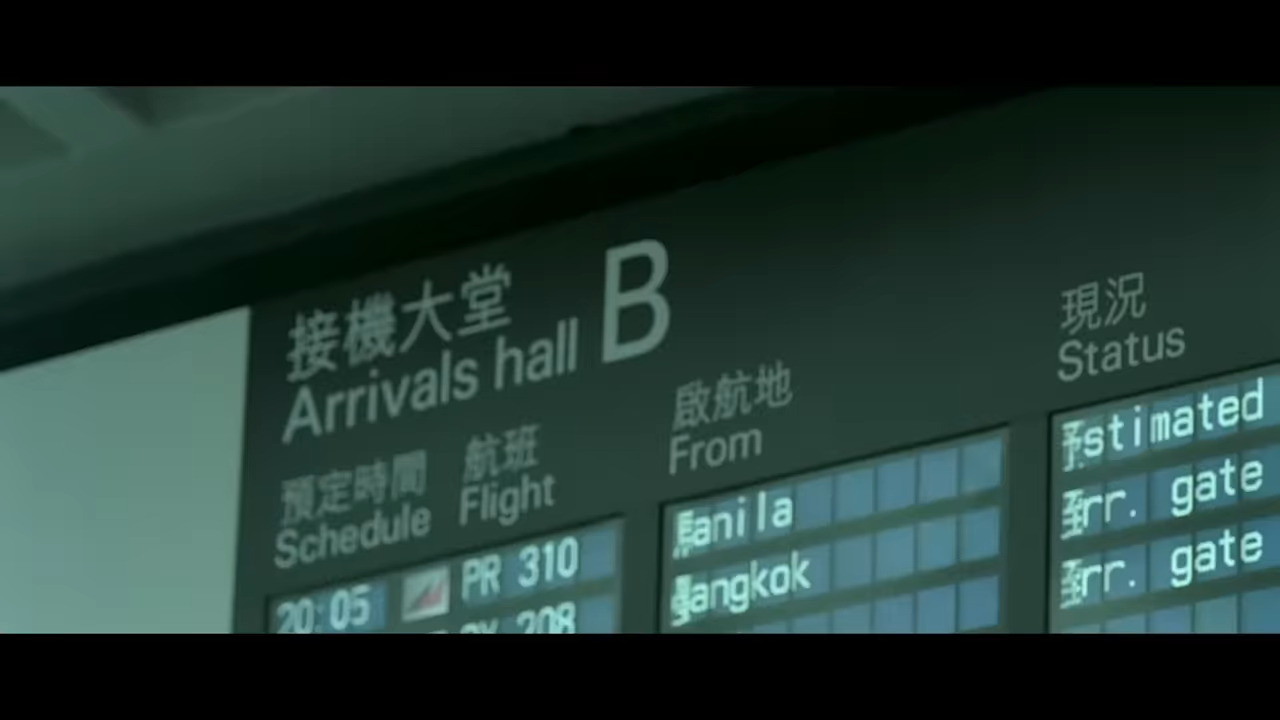 接機大堂
Arrivals hall B
預定時間 航班 啟航地 現況
Schedule Flight From Status
20:05 PR 310 anila stimated
208 angkok rr. gate
rr. gate